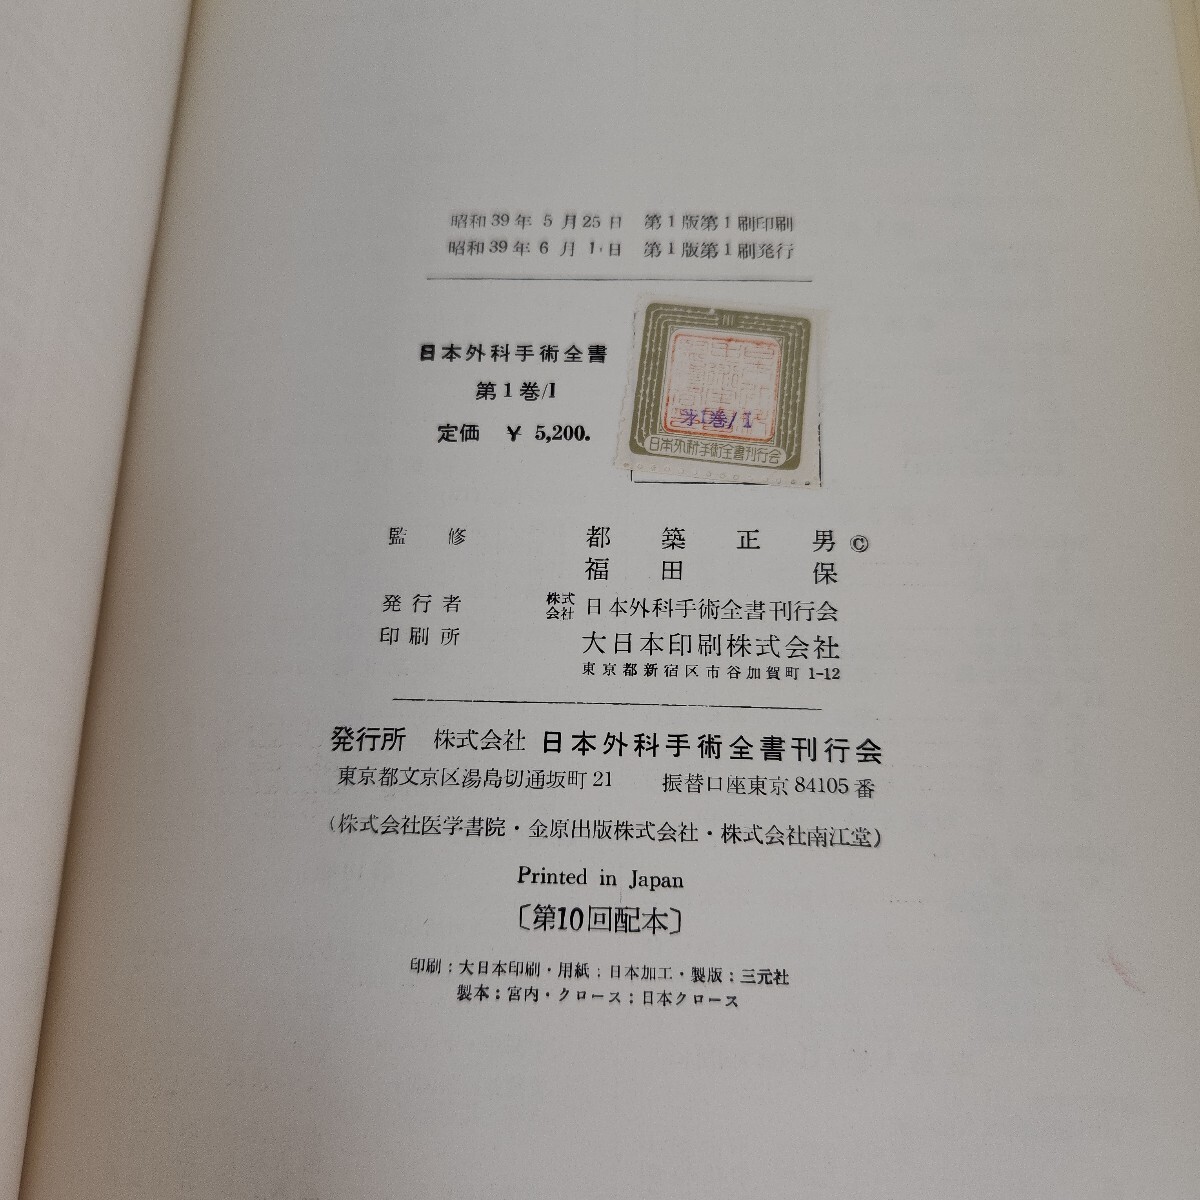 昭和39年5月25日 第1版第1刷印刷
昭和39年6月1日 第1版第1刷発行
日本外科手術全書
第1巻/I
定価 ¥5,200.
㐧1巻/I
日本外科手術全書刊行会
監修 都築正男 ©
福田保
発行者 株式会社 日本外科手術全書刊行会
印刷所 大日本印刷株式会社
東京都新宿区市谷加賀町1-12
発行所 株式会社 日本外科手術全書刊行会
東京都文京区湯島切通坂町21 振替口座東京84105番
(株式会社医学書院・金原出版株式会社・株式会社南江堂)
Printed in Japan
〔第10回配本〕
印刷;大日本印刷・用紙;日本加工・製版;三元社
製本;宮内・クロース;日本クロース